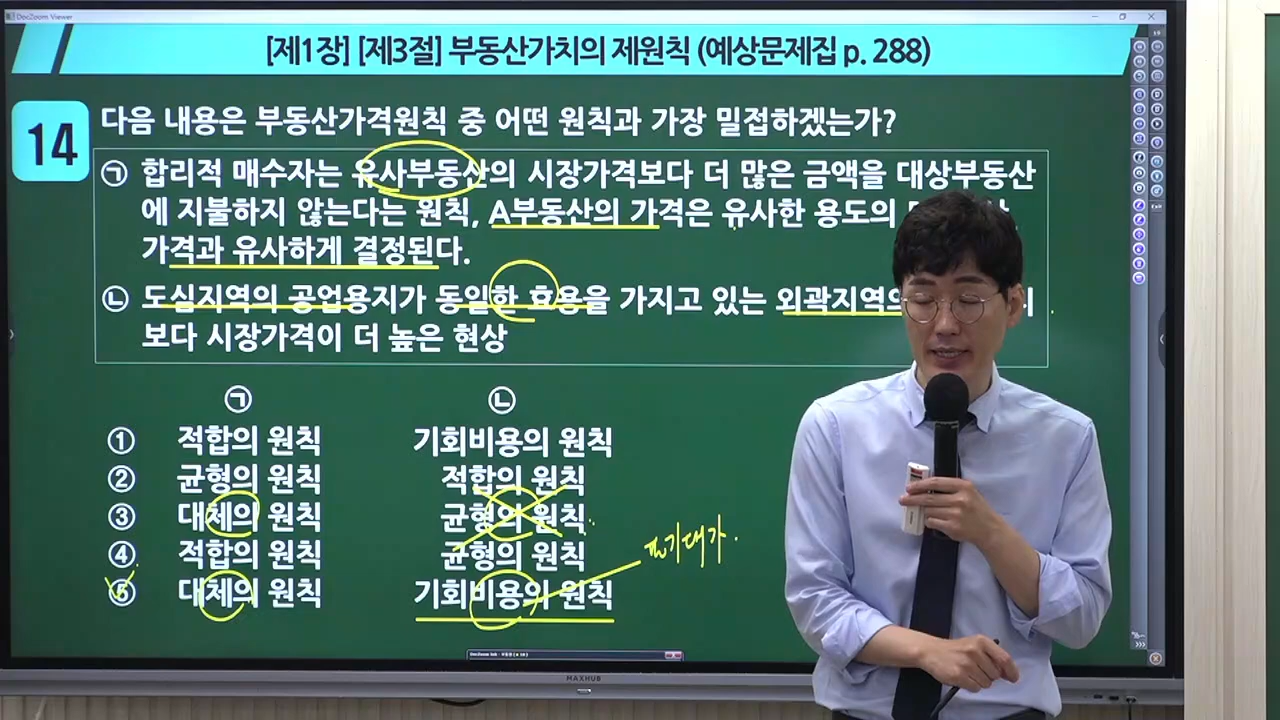 DocZoom Viewer
[제1장] [제3절] 부동산가치의 제원칙 (예상문제집 p. 288)
14
다음 내용은 부동산가격원칙 중 어떤 원칙과 가장 밀접하겠는가?
㉠ 합리적 매수자는 유사부동산의 시장가격보다 더 많은 금액을 대상부동산
에 지불하지 않는다는 원칙, A부동산의 가격은 유사한 용도의
가격과 유사하게 결정된다.
㉡ 도심지역의 공업용지가 동일한 효용을 가지고 있는 외곽지역의
보다 시장가격이 더 높은 현상
㉠ ㉡
① 적합의 원칙 기회비용의 원칙
② 균형의 원칙 적합의 원칙
③ 대체의 원칙 균형의 원칙
④ 적합의 원칙 균형의 원칙
⑤ 대체의 원칙 기회비용의 원칙
포기대가.
MAXHUB